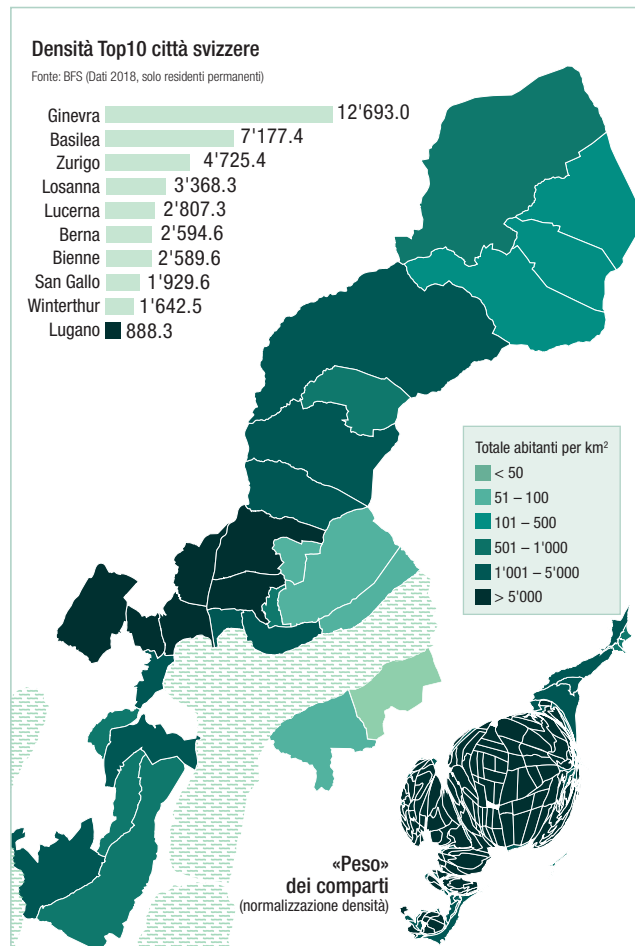 Densità Top10 città svizzere
Fonte: BFS (Dati 2018, solo residenti permanenti)
Ginevra 12'693.0
Basilea 7'177.4
Zurigo 4'725.4
Losanna 3'368.3
Lucerna 2'807.3
Berna 2'594.6
Bienne 2'589.6
San Gallo 1'929.6
Winterthur 1'642.5
Lugano 888.3
Totale abitanti per km²
< 50
51 – 100
101 – 500
501 – 1'000
1'001 – 5'000
> 5'000
«Peso»
dei comparti
(normalizzazione densità)